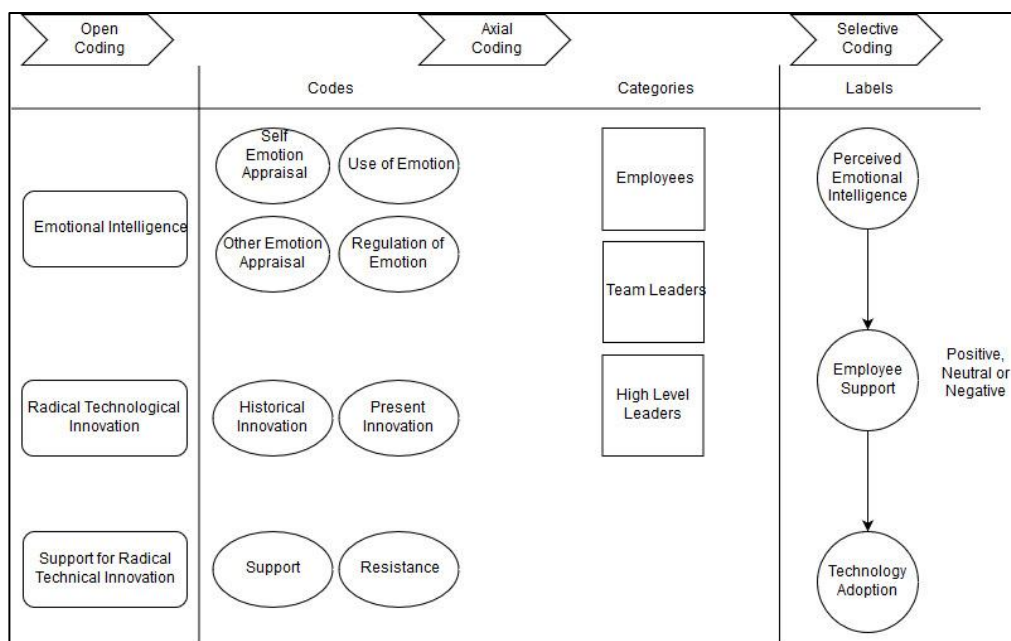 Open
Coding
Axial
Coding
Selective
Coding
Codes
Categories
Labels
Self
Emotion
Appraisal
Use of Emotion
Employees
Perceived
Emotional
Intelligence
Emotional Intelligence
Other Emotion
Appraisal
Regulation of
Emotion
Team Leaders
Radical Technological
Innovation
Historical
Innovation
Present
Innovation
High Level
Leaders
Employee
Support
Positive,
Neutral or
Negative
Support for Radical
Technical Innovation
Support
Resistance
Technology
Adoption